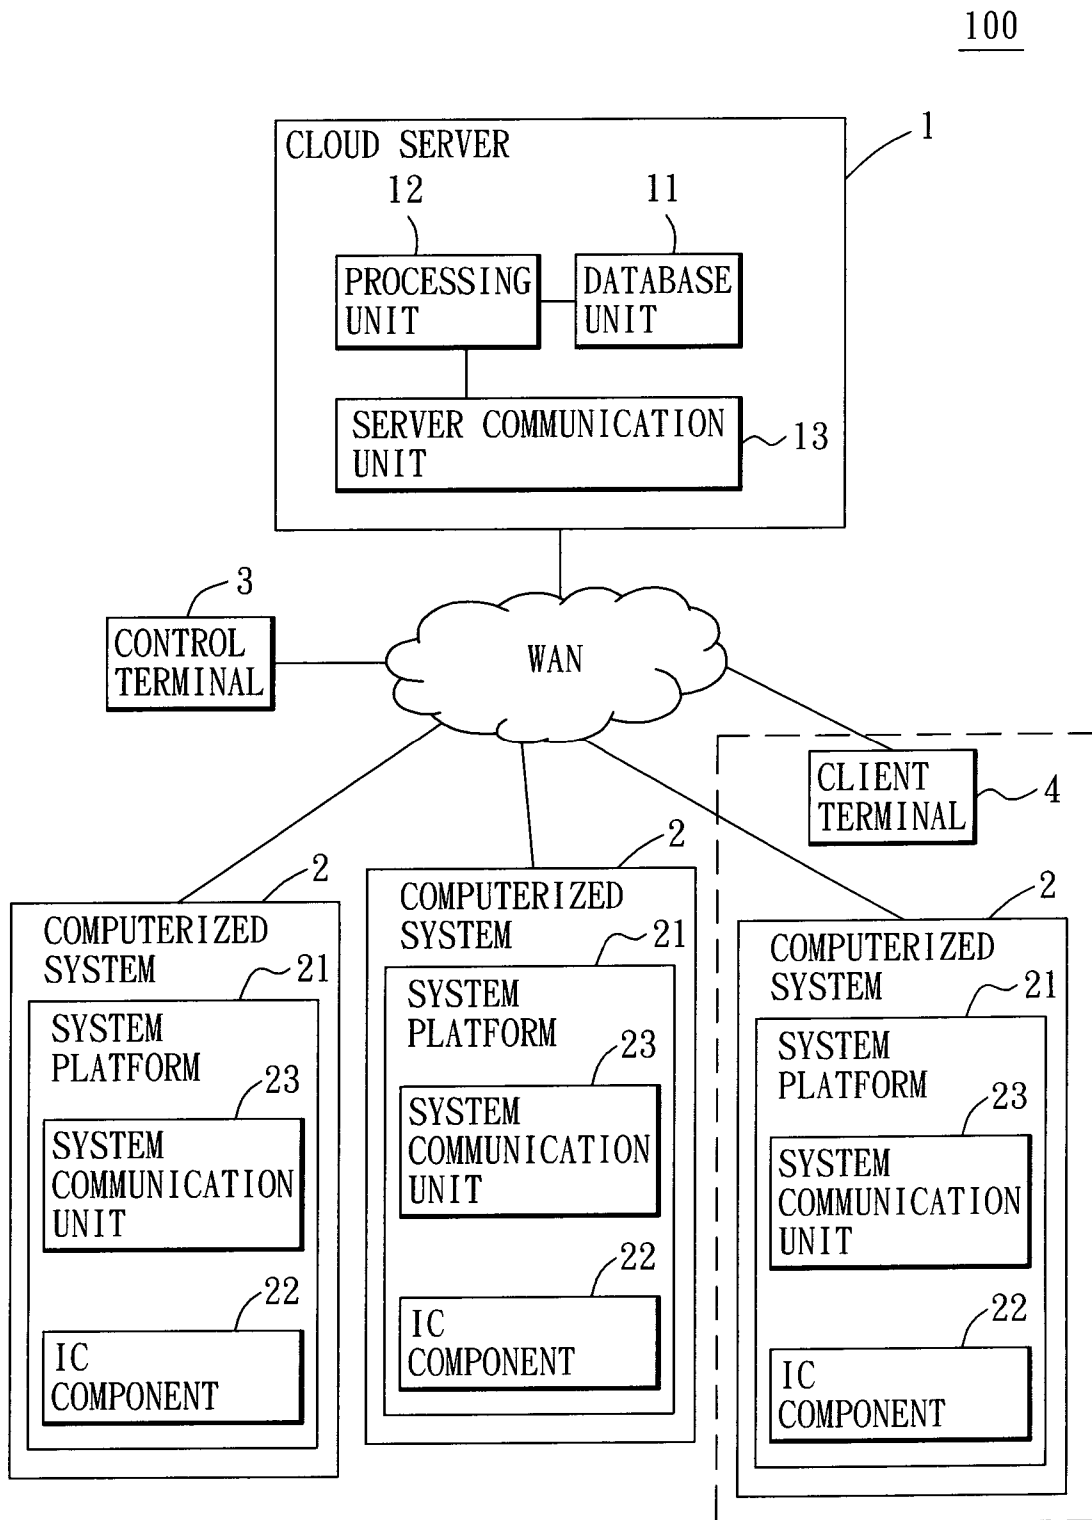 100
1
CLOUD SERVER
12
11
PROCESSING
UNIT
DATABASE
UNIT
SERVER COMMUNICATION
UNIT
13
3
CONTROL
TERMINAL
WAN
CLIENT
TERMINAL
4
2
COMPUTERIZED
SYSTEM
21
SYSTEM
PLATFORM
23
SYSTEM
COMMUNICATION
UNIT
22
IC
COMPONENT
2
COMPUTERIZED
SYSTEM
21
SYSTEM
PLATFORM
23
SYSTEM
COMMUNICATION
UNIT
22
IC
COMPONENT
2
COMPUTERIZED
SYSTEM
21
SYSTEM
PLATFORM
23
SYSTEM
COMMUNICATION
UNIT
22
IC
COMPONENT